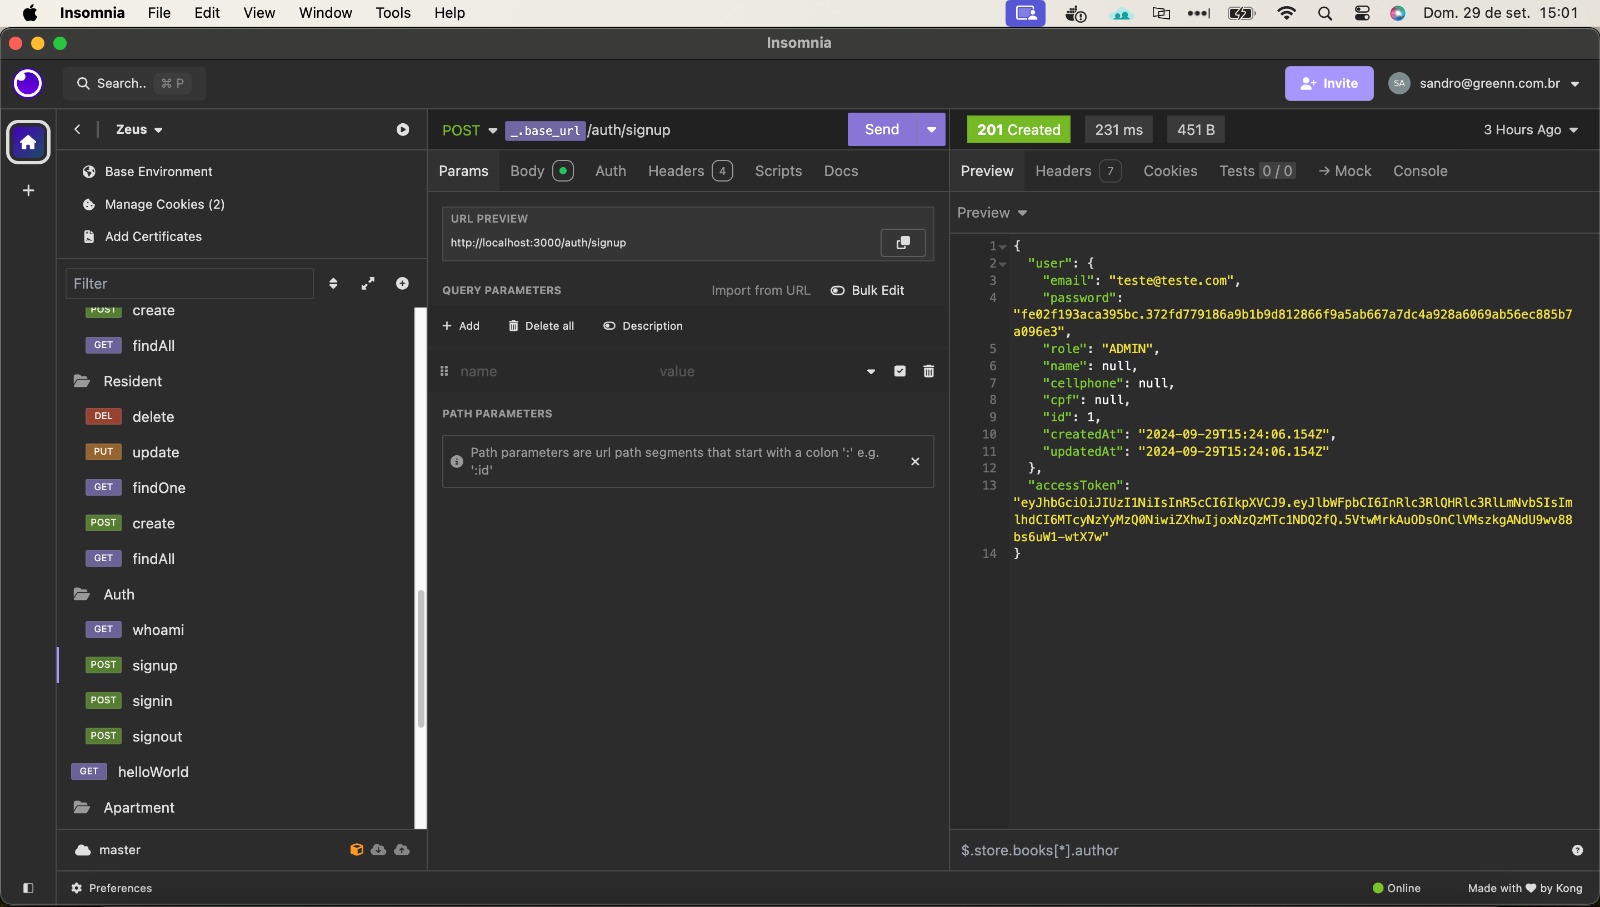 Insomnia File Edit View Window Tools Help Dom. 29 de set. 15:01
Insomnia
Search.. ⌘ P Invite SA sandro@greenn.com.br
Zeus
Base Environment
Manage Cookies (2)
Add Certificates
Filter
POST create
GET findAll
Resident
DEL delete
PUT update
GET findOne
POST create
GET findAll
Auth
GET whoami
POST signup
POST signin
POST signout
GET helloWorld
Apartment
master
Preferences
POST _.base_url /auth/signup Send
Params Body Auth Headers 4 Scripts Docs
URL PREVIEW
http://localhost:3000/auth/signup
QUERY PARAMETERS Import from URL Bulk Edit
+ Add Delete all Description
name value
PATH PARAMETERS
Path parameters are url path segments that start with a colon ':' e.g.
':id'
201 Created 231 ms 451 B 3 Hours Ago
Preview Headers 7 Cookies Tests 0 / 0 → Mock Console
Preview
1 {
2 "user": {
3 "email": "teste@teste.com",
4 "password":
"fe02f193aca395bc.372fd779186a9b1b9d812866f9a5ab667a7dc4a928a6069ab56ec885b7
a096e3",
5 "role": "ADMIN",
6 "name": null,
7 "cellphone": null,
8 "cpf": null,
9 "id": 1,
10 "createdAt": "2024-09-29T15:24:06.154Z",
11 "updatedAt": "2024-09-29T15:24:06.154Z"
12 },
13 "accessToken":
"eyJhbGciOiJIUzI1NiIsInR5cCI6IkpXVCJ9.eyJlbWFpbCI6InRlc3RlQHRlc3RlLmNvbSIsIm
lhdCI6MTcyNzYyMzQ0NiwiZXhwIjoxNzQzMTc1NDQ2fQ.5VtwMrkAuODsOnClVMszkgANdU9wv88
bs6uW1-wtX7w"
14 }
$.store.books[*].author
Online Made with ♥ by Kong